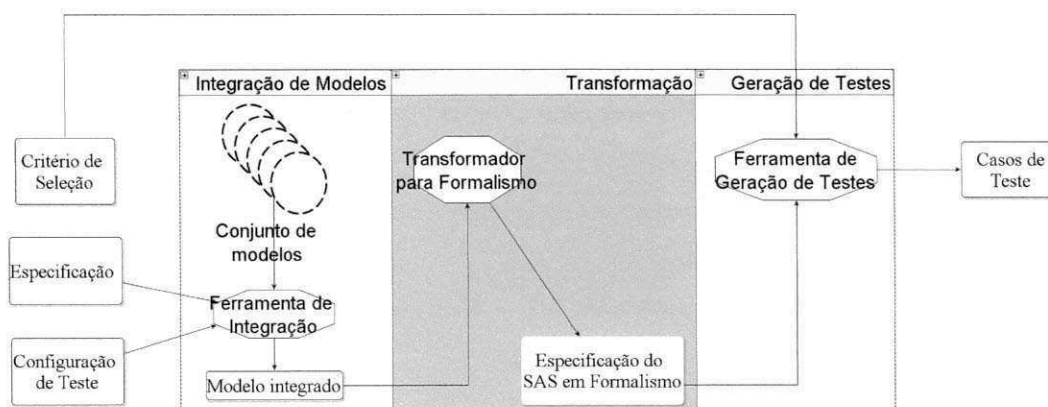 Integração de Modelos
Transformação
Geração de Testes
Critério de
Seleção
Transformador
para Formalismo
Ferramenta de
Geração de Testes
Casos de
Teste
Conjunto de
modelos
Especificação
Ferramenta de
Integração
Configuração
de Teste
Modelo integrado
Especificação do
SAS em Formalismo